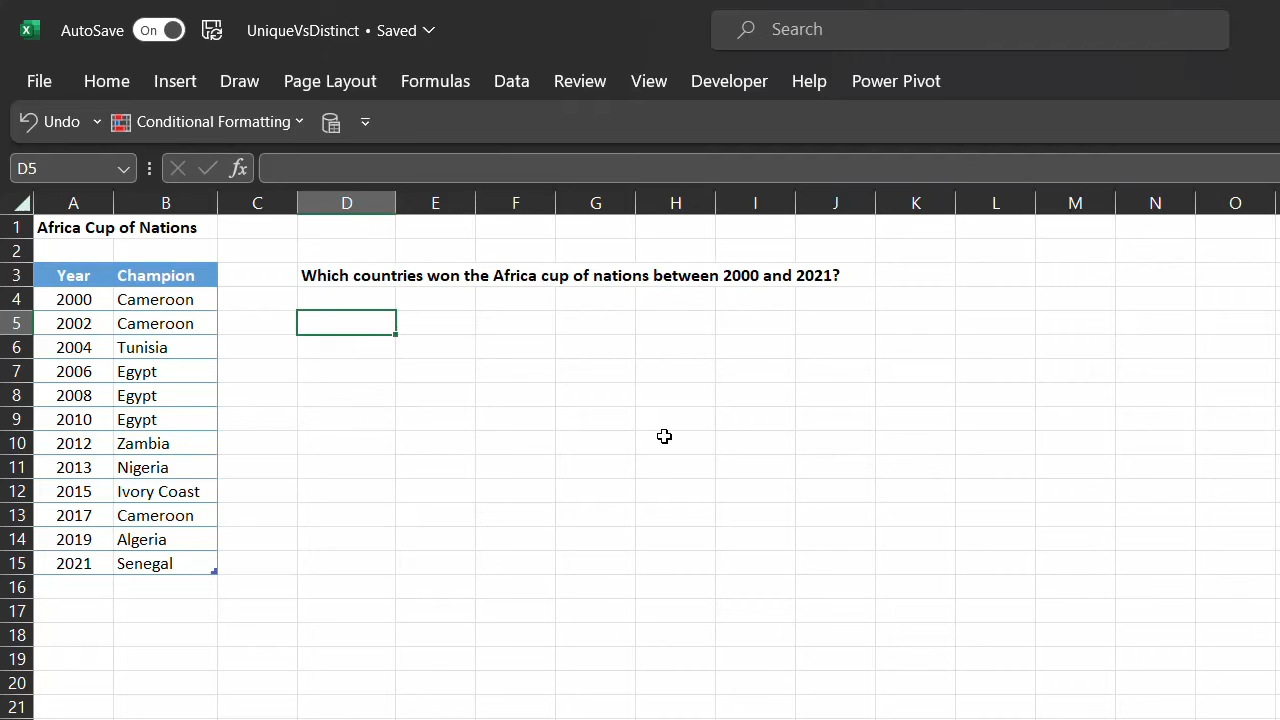 AutoSave On UniqueVsDistinct • Saved Search
File Home Insert Draw Page Layout Formulas Data Review View Developer Help Power Pivot
Undo Conditional Formatting
D5 fx
A B C D E F G H I J K L M N O
1 Africa Cup of Nations
2
3 Year Champion Which countries won the Africa cup of nations between 2000 and 2021?
4 2000 Cameroon
5 2002 Cameroon
6 2004 Tunisia
7 2006 Egypt
8 2008 Egypt
9 2010 Egypt
10 2012 Zambia
11 2013 Nigeria
12 2015 Ivory Coast
13 2017 Cameroon
14 2019 Algeria
15 2021 Senegal
16
17
18
19
20
21